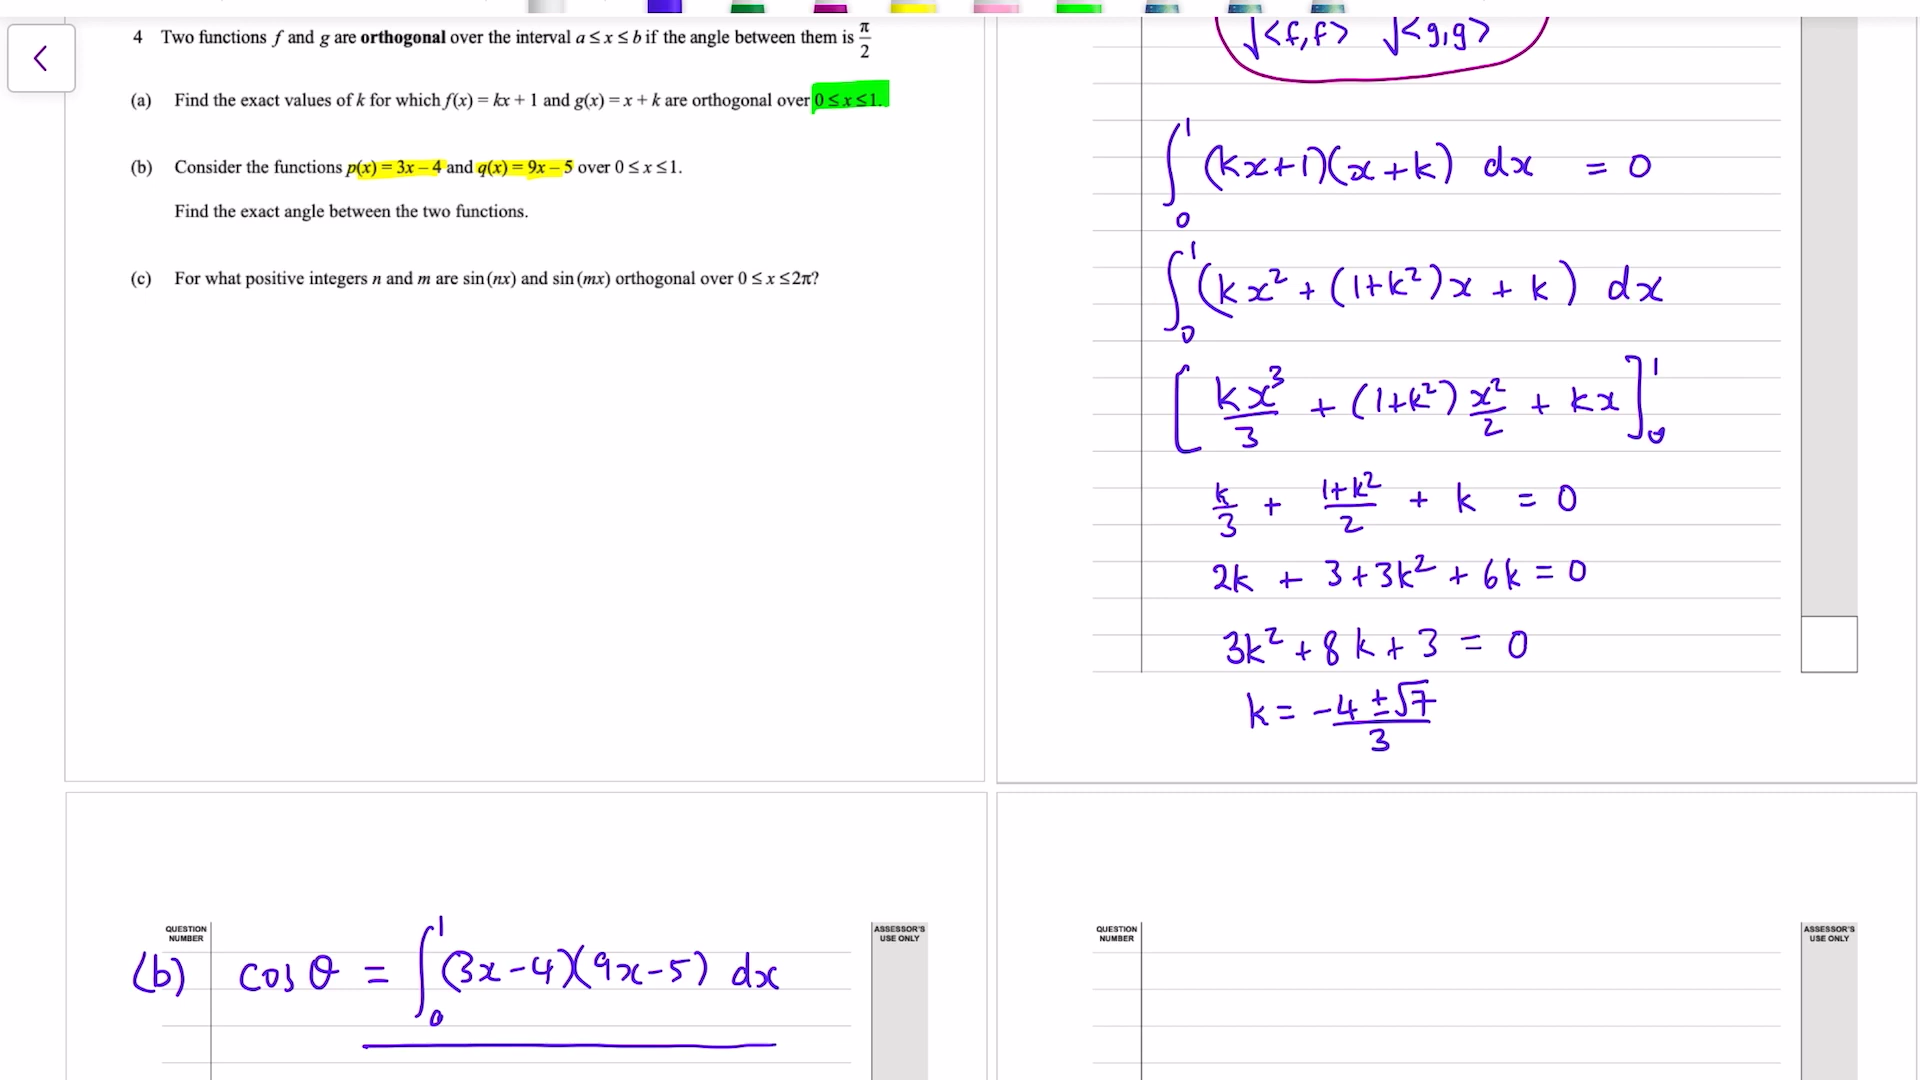 4 Two functions f and g are orthogonal over the interval a ≤ x ≤ b if the angle between them is π/2
(a) Find the exact values of k for which f(x) = kx + 1 and g(x) = x + k are orthogonal over 0 ≤ x ≤ 1.
(b) Consider the functions p(x) = 3x – 4 and q(x) = 9x – 5 over 0 ≤ x ≤ 1.
Find the exact angle between the two functions.
(c) For what positive integers n and m are sin (nx) and sin (mx) orthogonal over 0 ≤ x ≤ 2π?
√<f,f> √<g,g>
∫₀¹ (kx+1)(x+k) dx = 0
∫₀¹ (kx² + (1+k²)x + k) dx
[kx³/3 + (1+k²) x²/2 + kx]₀¹
k/3 + (1+k²)/2 + k = 0
2k + 3+3k² + 6k = 0
3k² + 8k + 3 = 0
k = (-4 ± √7)/3
QUESTION NUMBER
ASSESSOR'S USE ONLY
(b) cos θ = ∫₀¹ (3x-4)(9x-5) dx
QUESTION NUMBER
ASSESSOR'S USE ONLY